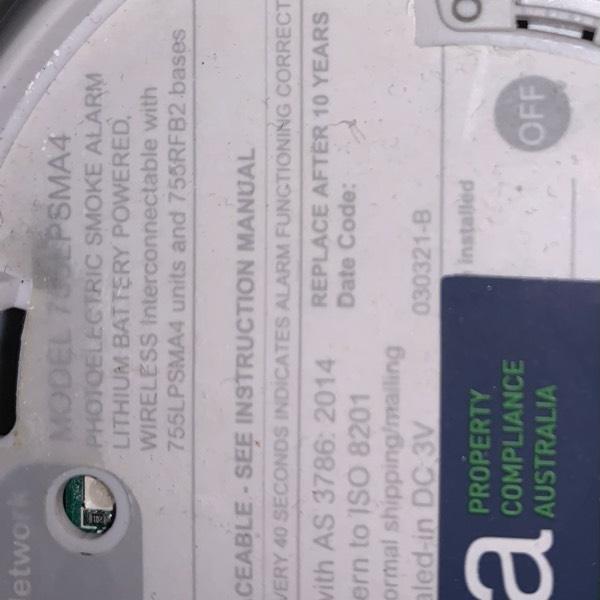 MODEL 755LPSMA4
PHOTOELECTRIC SMOKE ALARM
LITHIUM BATTERY POWERED,
WIRELESS Interconnectable with
755LPSMA4 units and 755RFB2 bases
CEABLE - SEE INSTRUCTION MANUAL
VERY 40 SECONDS INDICATES ALARM FUNCTIONING CORRECT
REPLACE AFTER 10 YEARS
Date Code:
with AS 3786: 2014
ern to ISO 8201
ormal shipping/mailing
030321-B
aled-in DC 3V
installed
OFF
O
etwork
a
PROPERTY
COMPLIANCE
AUSTRALIA